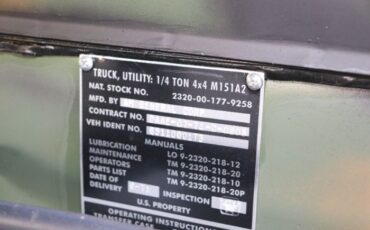 TRUCK, UTILITY: 1/4 TON 4x4 M151A2
NAT. STOCK NO. 2320-00-177-9258
MFD. BY
CONTRACT NO.
VEH IDENT NO.
MANUALS
LUBRICATION LO 9-2320-218-12
MAINTENANCE TM 9-2320-218-20
OPERATORS TM 9-2320-218-10
PARTS LIST TM 9-2320-218-20P
DATE OF
DELIVERY INSPECTION
U.S. PROPERTY
OPERATING INSTRUCTIONS
TRANSFER CASE